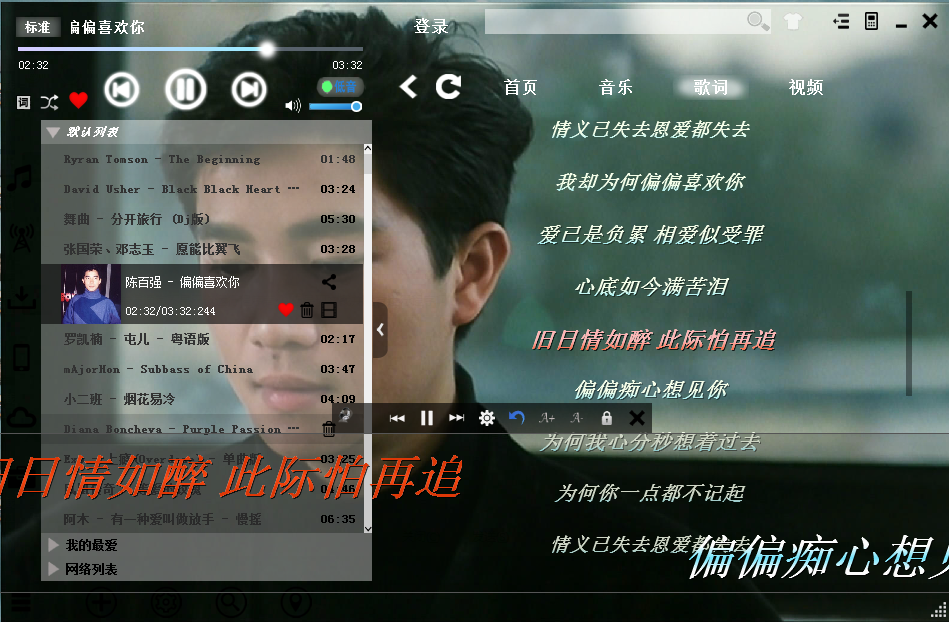 标准 偏偏喜欢你
登录
02:32 03:32
词
首页 音乐 歌词 视频
默认列表
Ryran Tomson - The Beginning 01:48
David Usher - Black Black Heart ··· 03:24
舞曲 - 分开旅行 (Dj版) 05:30
张国荣、邓志玉 - 愿能比翼飞 03:28
陈百强 - 偏偏喜欢你
02:32/03:32:244
罗凯楠 - 屯儿 - 粤语版 02:17
mAjorHon - Subbass of China 03:47
小二班 - 烟花易冷 04:09
Diana Boncheva - Purple Passion ···
03:25
03:46
阿木 - 有一种爱叫做放手 - 慢摇 06:35
我的最爱
网络列表
情义已失去恩爱都失去
我却为何偏偏喜欢你
爱已是负累 相爱似受罪
心底如今满苦泪
旧日情如醉 此际怕再追
偏偏痴心想见你
A+ A-
为何我心分秒想着过去
为何你一点都不记起
情义已失去恩爱都失去
旧日情如醉 此际怕再追
偏偏痴心想见